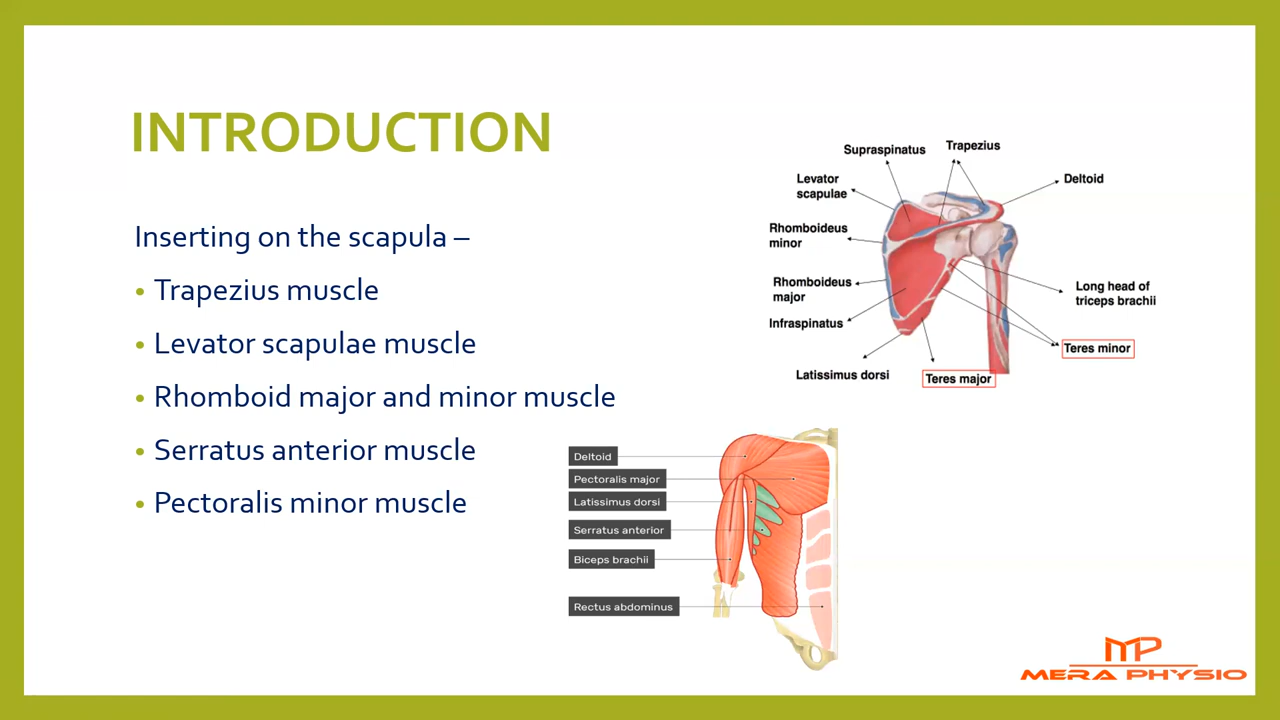 INTRODUCTION
Inserting on the scapula –
• Trapezius muscle
• Levator scapulae muscle
• Rhomboid major and minor muscle
• Serratus anterior muscle
• Pectoralis minor muscle
Supraspinatus
Trapezius
Levator
scapulae
Deltoid
Rhomboideus
minor
Rhomboideus
major
Long head of
triceps brachii
Infraspinatus
Teres minor
Latissimus dorsi
Teres major
Deltoid
Pectoralis major
Latissimus dorsi
Serratus anterior
Biceps brachii
Rectus abdominus
MP
MERA PHYSIO